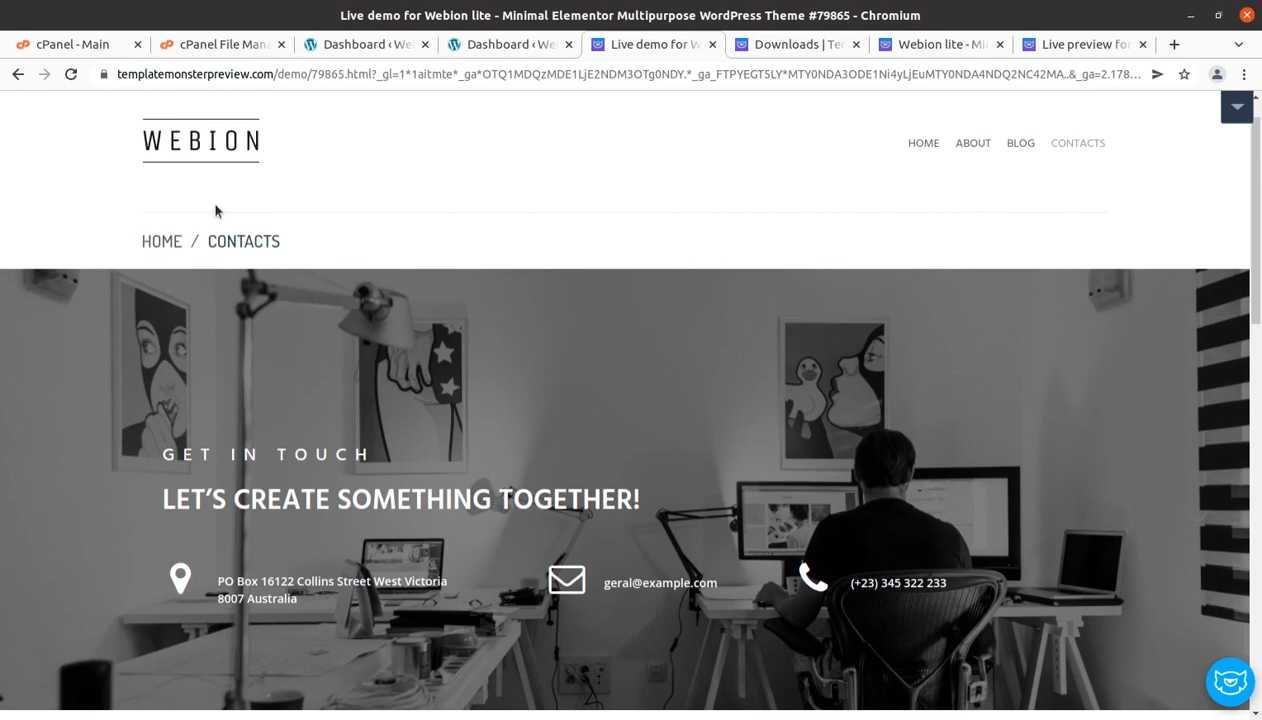 Live demo for Webion lite - Minimal Elementor Multipurpose WordPress Theme #79865 - Chromium
cPanel - Main
cPanel File Man
Dashboard ‹ We
Dashboard ‹ We
Live demo for W
Downloads | Te
Webion lite - Mi
Live preview for
templatemonsterpreview.com/demo/79865.html?_gl=1*1aitmte*_ga*OTQ1MDQzMDE1LjE2NDM3OTg0NDY.*_ga_FTPYEGT5LY*MTY0NDA3ODE1Ni4yLjEuMTY0NDA4NDQ2NC42MA..&_ga=2.178...
WEBION
HOME
ABOUT
BLOG
CONTACTS
HOME / CONTACTS
GET IN TOUCH
LET’S CREATE SOMETHING TOGETHER!
PO Box 16122 Collins Street West Victoria
8007 Australia
geral@example.com
(+23) 345 322 233